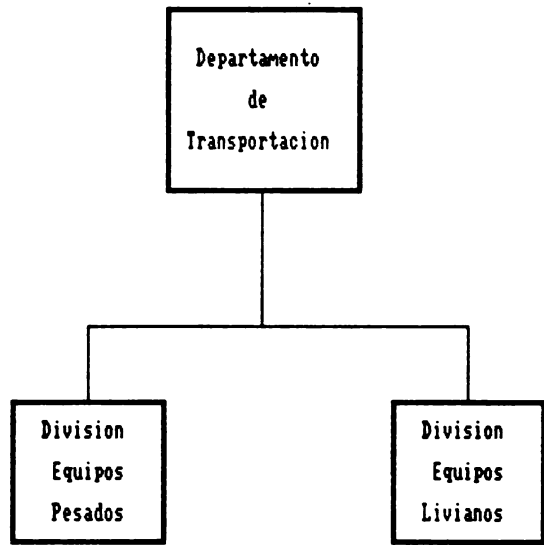 Departamento
de
Transportacion
Division
Equipos
Pesados
Division
Equipos
Livianos